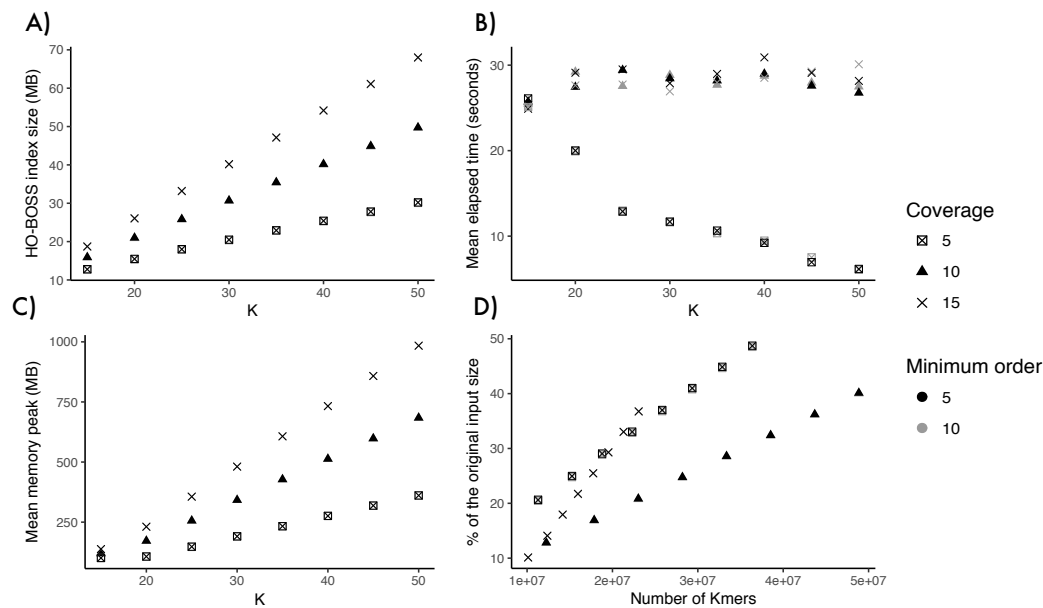 A)
HO-BOSS index size (MB)
70
60
50
40
30
20
10
20
30
40
50
K
B)
Mean elapsed time (seconds)
30
20
10
20
30
40
50
K
C)
Mean memory peak (MB)
1000
750
500
250
20
30
40
50
K
D)
% of the original input size
50
40
30
20
10
1e+07
2e+07
3e+07
4e+07
5e+07
Number of Kmers
Coverage
5
10
15
Minimum order
5
10